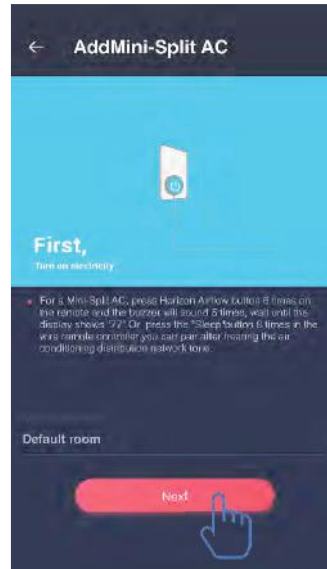 AddMini-Split AC
First,
Turn on electricity
For a Mini-Split AC, press Horizon Airflow button 6 times on
the remote and the buzzer will sound 5 times, wait until the
display shows "77" Or press the "Sleep"button 6 times in the
wire remote controller you can pair after hearing the air
conditioning distribution network tone.
Default room
Next